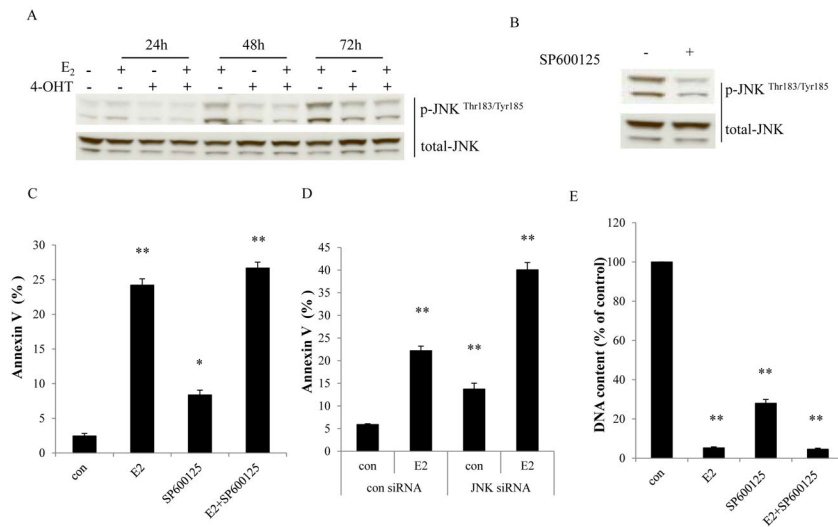 A
24h 48h 72h
E2 - + - + + - + + - +
4-OHT - - + + - + + - + +
p-JNK Thr183/Tyr185
total-JNK
B
SP600125 - +
p-JNK Thr183/Tyr185
total-JNK
C
Annexin V (%)
30
25
20
15
10
5
0
**
*
**
con E2 SP600125 E2+SP600125
D
Annexin V (%)
45
40
35
30
25
20
15
10
5
0
**
**
**
con E2 con E2
con siRNA JNK siRNA
E
DNA content (% of control)
120
100
80
60
40
20
0
**
**
**
con E2 SP600125 E2+SP600125